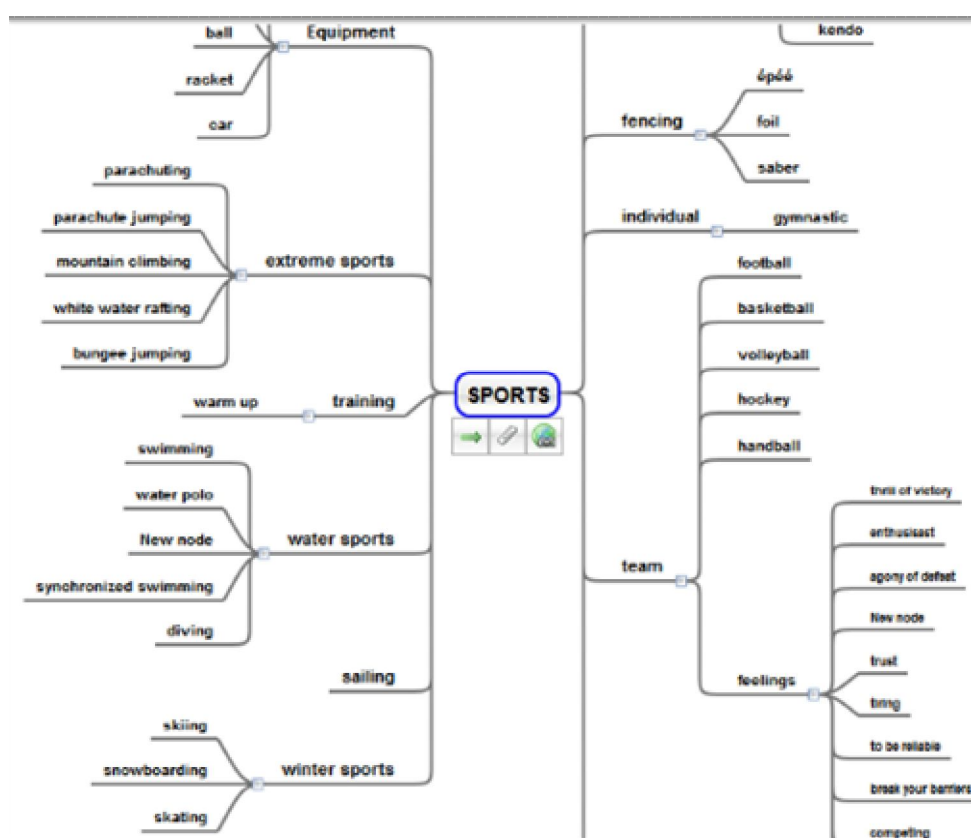 ball
Equipment
racket
car
parachuting
parachute jumping
mountain climbing
white water rafting
bungee jumping
extreme sports
warm up
training
swimming
water polo
New node
synchronized swimming
diving
water sports
sailing
skiing
snowboarding
skating
winter sports
SPORTS
kendo
fencing
épéé
foil
saber
individual
gymnastic
team
football
basketball
volleyball
hockey
handball
feelings
thrill of victory
enthusisast
agony of defeat
New node
trust
tiring
to be reliable
break your barriers
competing